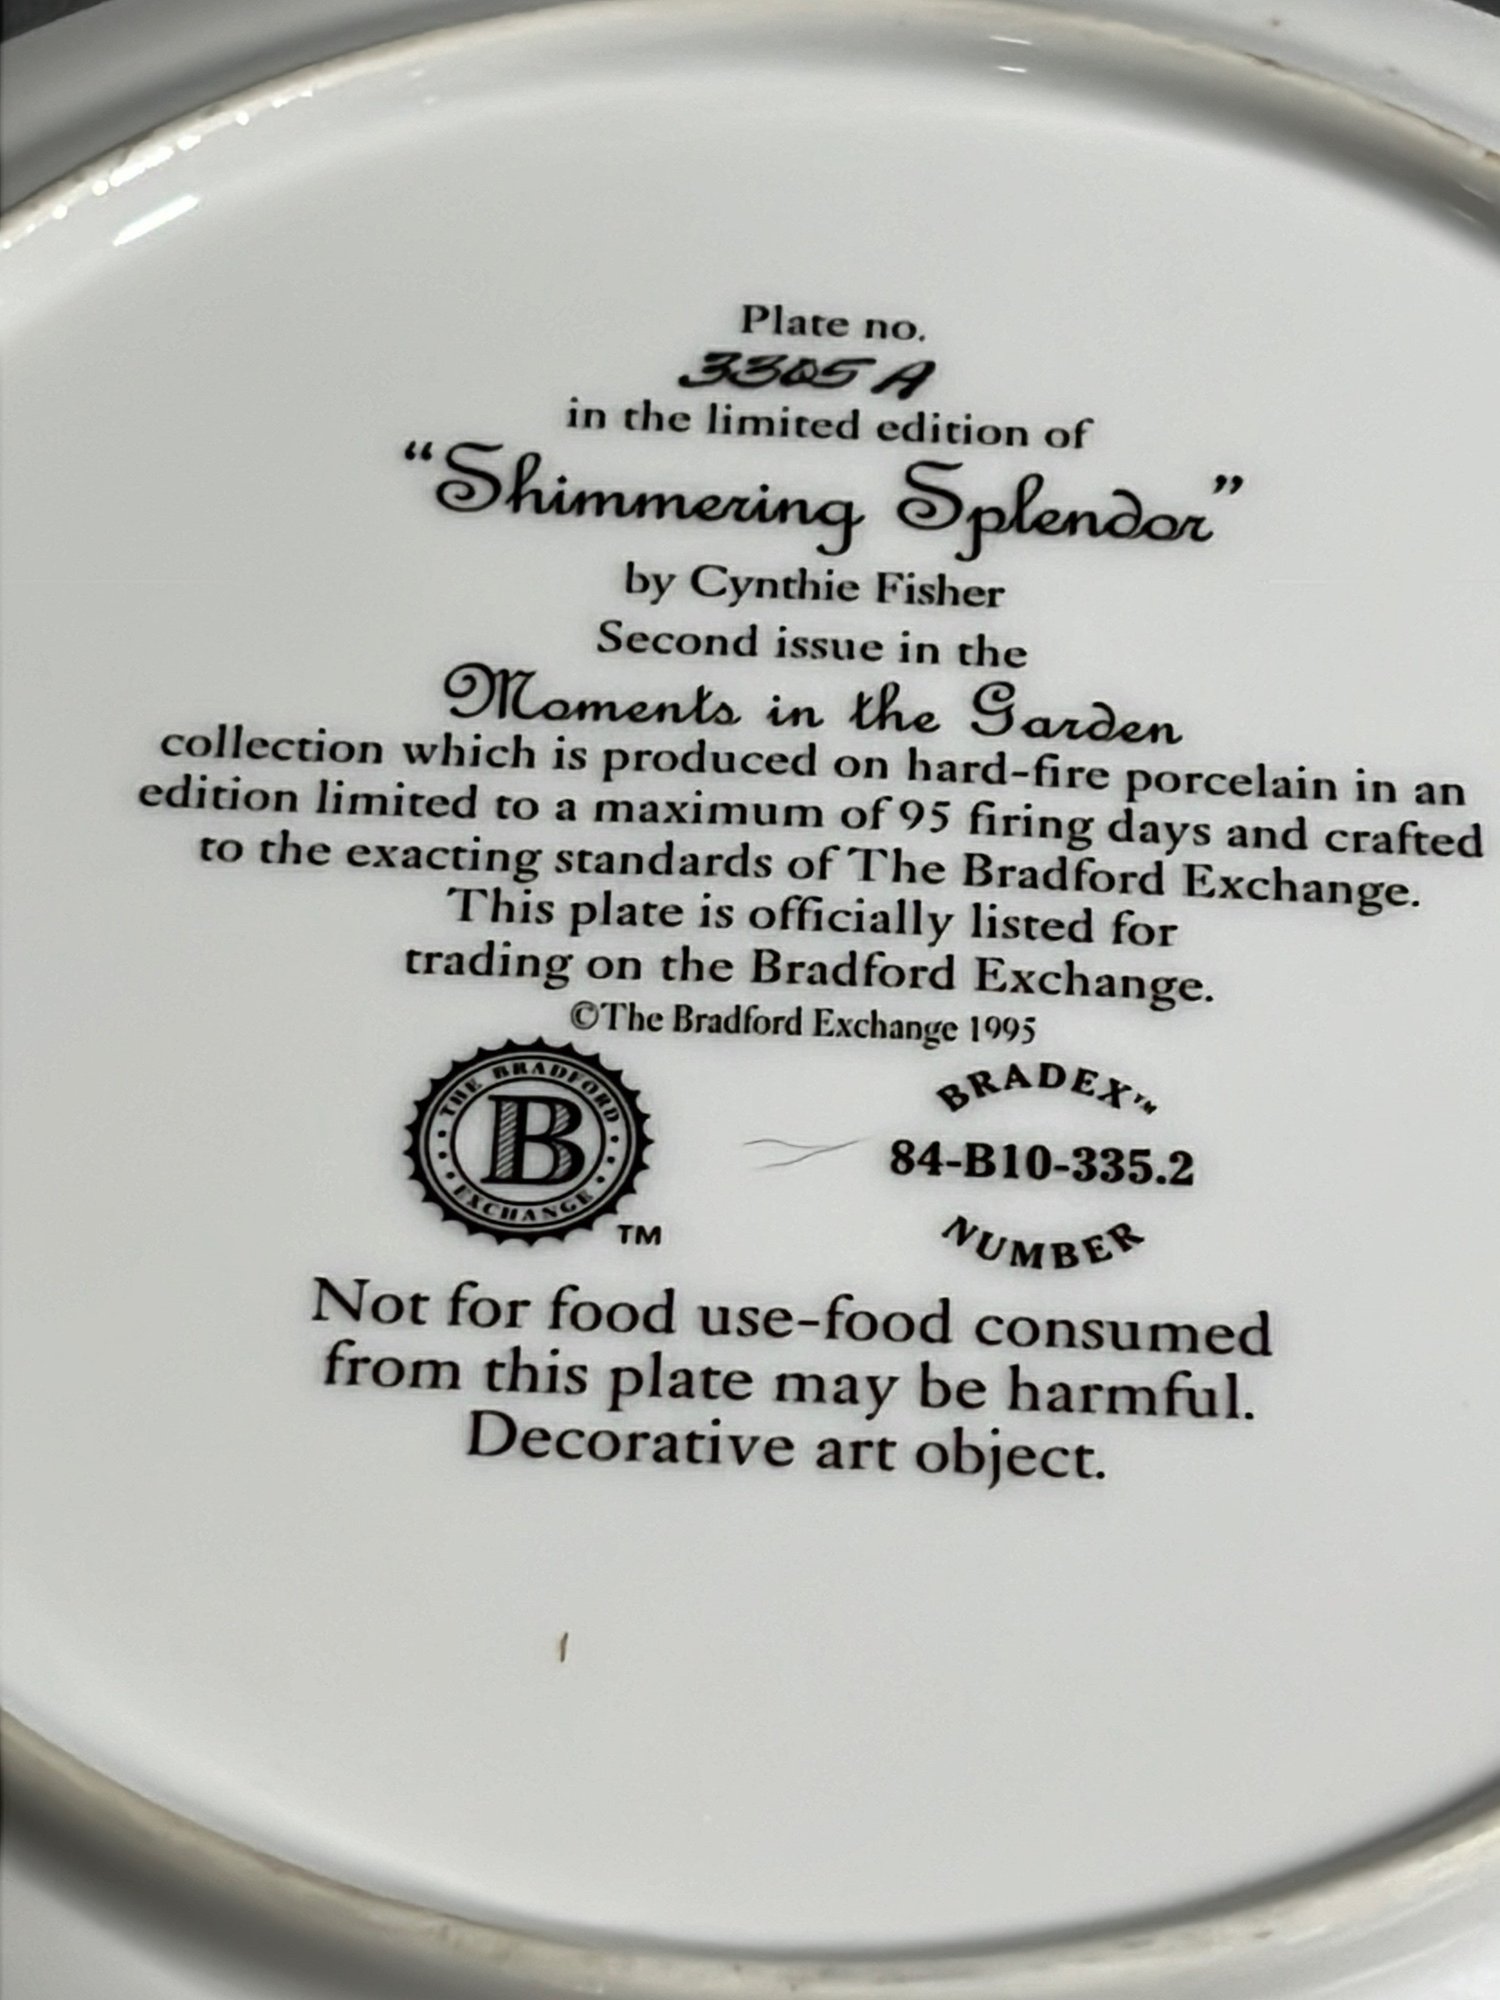 Plate no.
3305 A
in the limited edition of
“Shimmering Splendor”
by Cynthie Fisher
Second issue in the
Moments in the Garden
collection which is produced on hard-fire porcelain in an
edition limited to a maximum of 95 firing days and crafted
to the exacting standards of The Bradford Exchange.
This plate is officially listed for
trading on the Bradford Exchange.
©The Bradford Exchange 1995
THE BRADFORD
B
EXCHANGE
TM
BRADEX™
84-B10-335.2
NUMBER
Not for food use-food consumed
from this plate may be harmful.
Decorative art object.